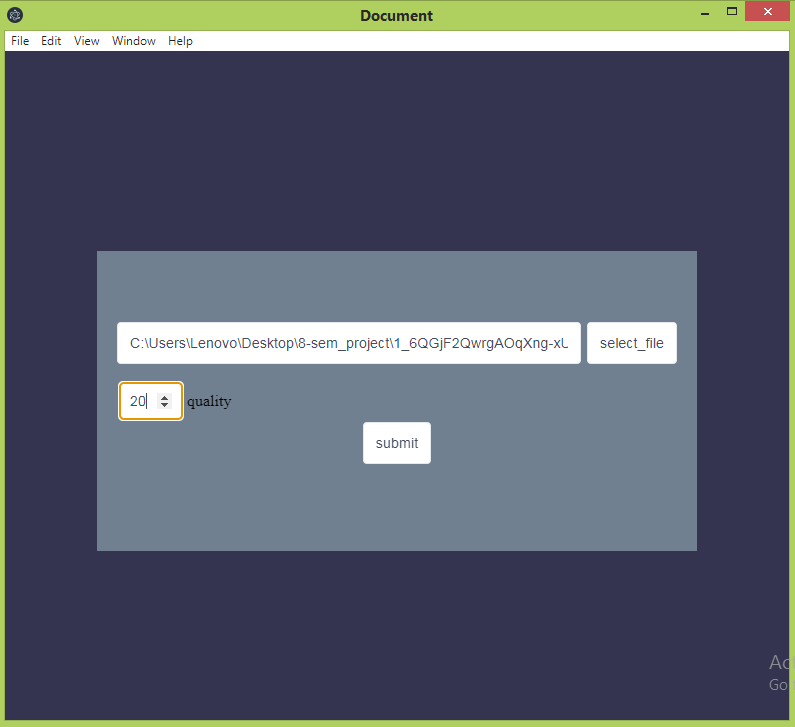 Document
File Edit View Window Help
C:\Users\Lenovo\Desktop\8-sem_project\1_6QGjF2QwrgAOqXng-xU select_file
20 quality
submit
Ac
Go